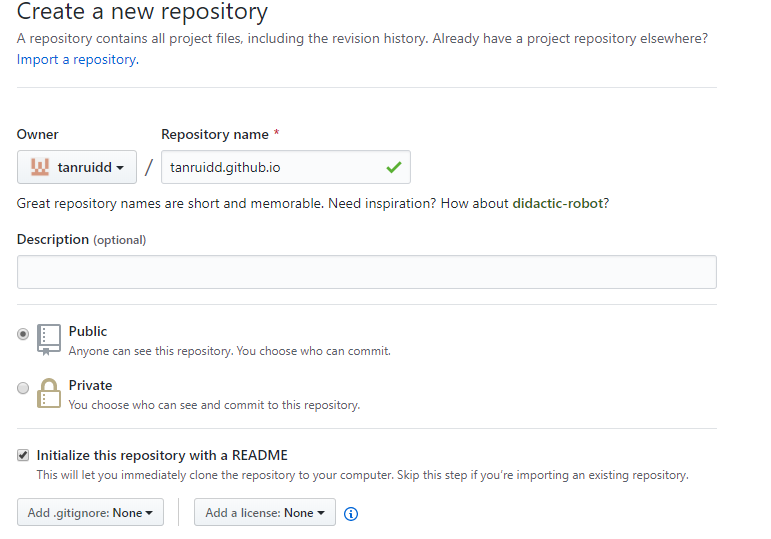 Create a new repository
A repository contains all project files, including the revision history. Already have a project repository elsewhere?
Import a repository.
Owner Repository name *
tanruidd / tanruidd.github.io
Great repository names are short and memorable. Need inspiration? How about didactic-robot?
Description (optional)
Public
Anyone can see this repository. You choose who can commit.
Private
You choose who can see and commit to this repository.
Initialize this repository with a README
This will let you immediately clone the repository to your computer. Skip this step if you're importing an existing repository.
Add .gitignore: None Add a license: None